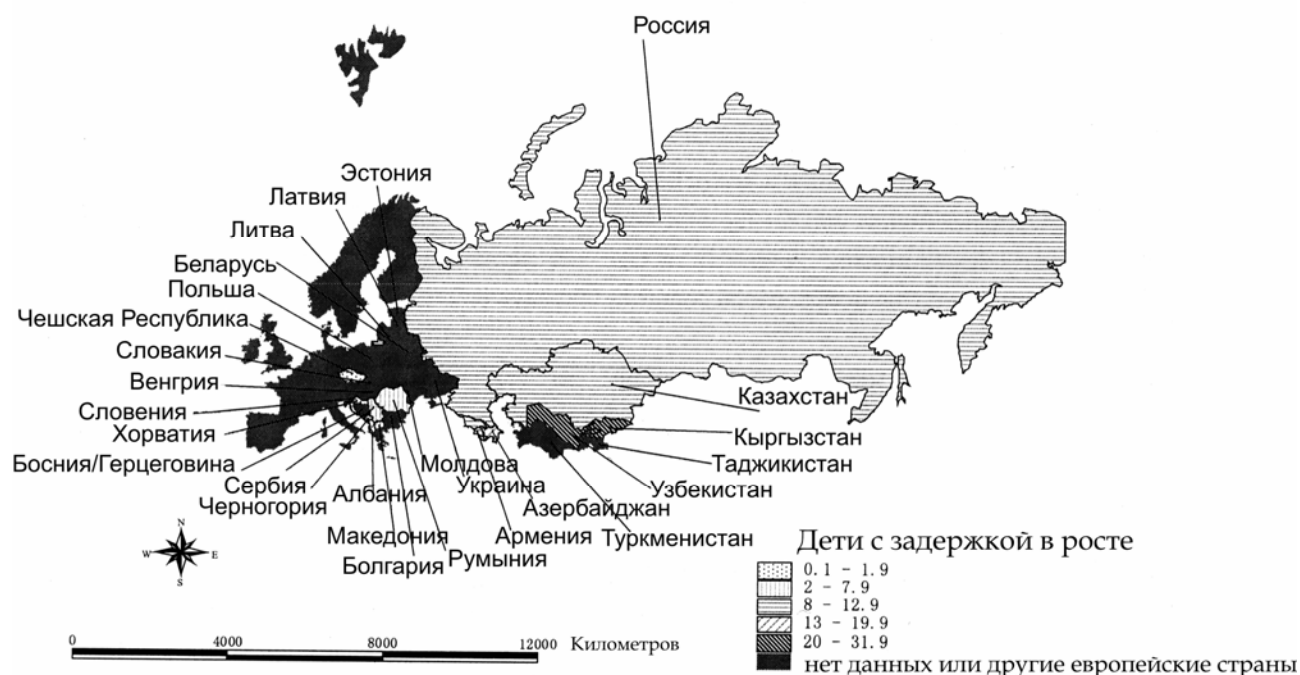 Россия
Эстония
Латвия
Литва
Беларусь
Польша
Чешская Республика
Словакия
Венгрия
Словения
Хорватия
Босния/Герцеговина
Сербия
Черногория
Албания
Македония
Болгария
Молдова
Украина
Румыния
Азербайджан
Армения
Туркменистан
Казахстан
Кыргызстан
Таджикистан
Узбекистан
N
W E
S
0 4000 8000 12000 Километров
Дети с задержкой в росте
0.1 - 1.9
2 - 7.9
8 - 12.9
13 - 19.9
20 - 31.9
нет данных или другие европейские страны